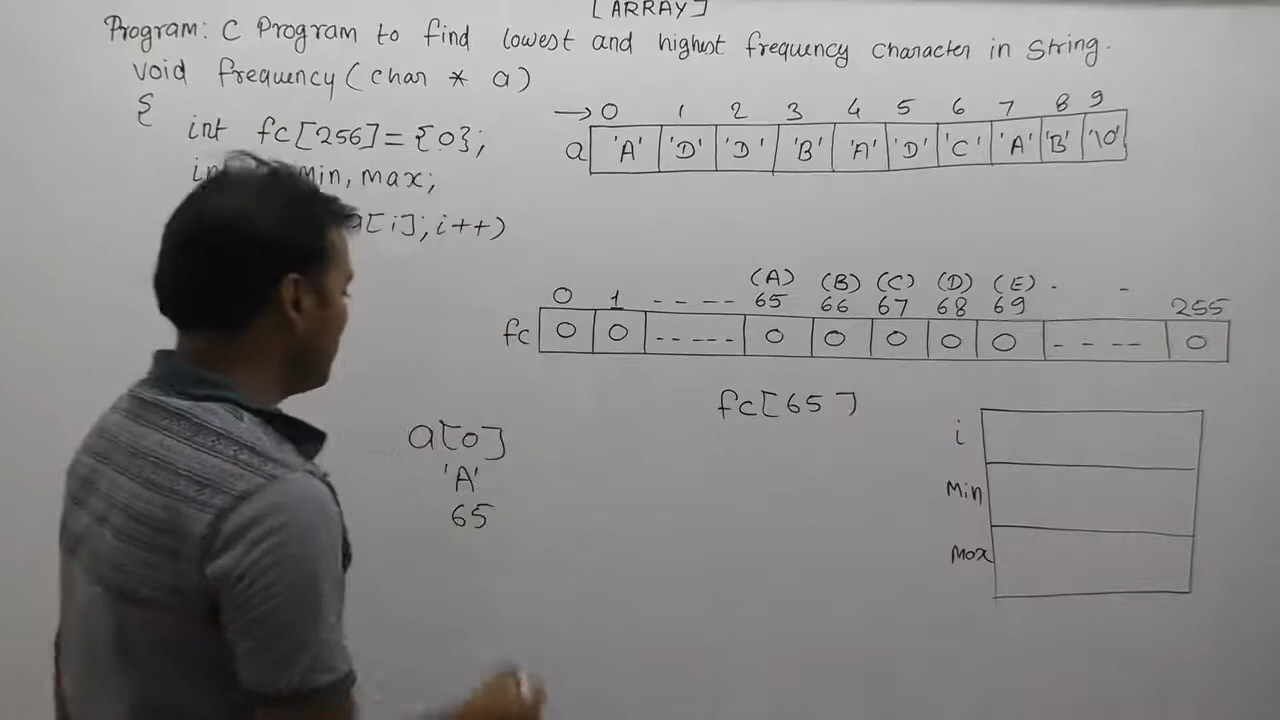 [ARRAY]
Program: C Program to find lowest and highest frequency character in String.
void frequency(char * a)
{
int fc[256]={0};
min, max;
a[i]; i++)
→ 0 1 2 3 4 5 6 7 8 9
a 'A' 'D' 'D' 'B' 'A' 'D' 'C' 'A' 'B' '\0'
(A) (B) (C) (D) (E) . -
0 1 ---- 65 66 67 68 69 255
fc 0 0 ----- 0 0 0 0 0 ---- 0
fc[65]
a[0]
'A'
65
i
Min
Max